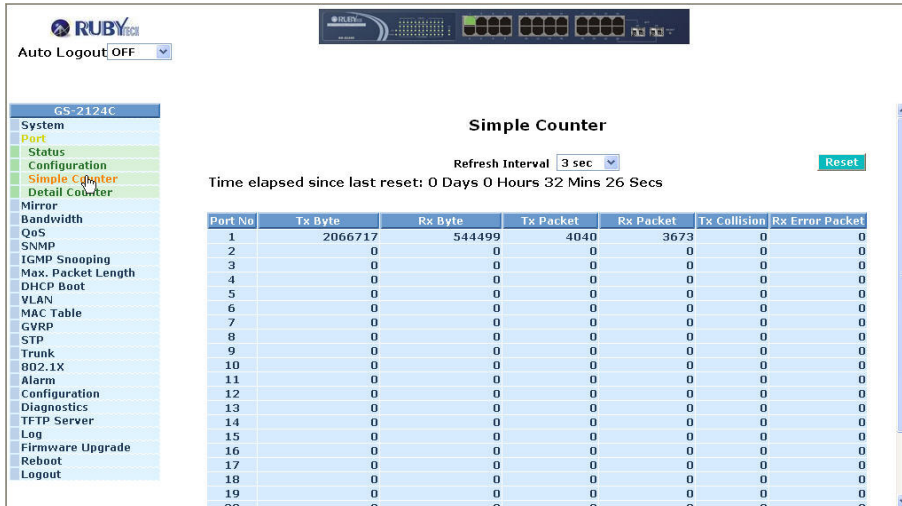 RUBYTECH
Auto Logout OFF
GS-2124C
System
Port
Status
Configuration
Simple Counter
Detail Counter
Mirror
Bandwidth
QoS
SNMP
IGMP Snooping
Max. Packet Length
DHCP Boot
VLAN
MAC Table
GVRP
STP
Trunk
802.1X
Alarm
Configuration
Diagnostics
TFTP Server
Log
Firmware Upgrade
Reboot
Logout
Simple Counter
Refresh Interval 3 sec Reset
Time elapsed since last reset: 0 Days 0 Hours 32 Mins 26 Secs
Port No Tx Byte Rx Byte Tx Packet Rx Packet Tx Collision Rx Error Packet
1 2066717 544499 4040 3673 0 0
2 0 0 0 0 0 0
3 0 0 0 0 0 0
4 0 0 0 0 0 0
5 0 0 0 0 0 0
6 0 0 0 0 0 0
7 0 0 0 0 0 0
8 0 0 0 0 0 0
9 0 0 0 0 0 0
10 0 0 0 0 0 0
11 0 0 0 0 0 0
12 0 0 0 0 0 0
13 0 0 0 0 0 0
14 0 0 0 0 0 0
15 0 0 0 0 0 0
16 0 0 0 0 0 0
17 0 0 0 0 0 0
18 0 0 0 0 0 0
19 0 0 0 0 0 0